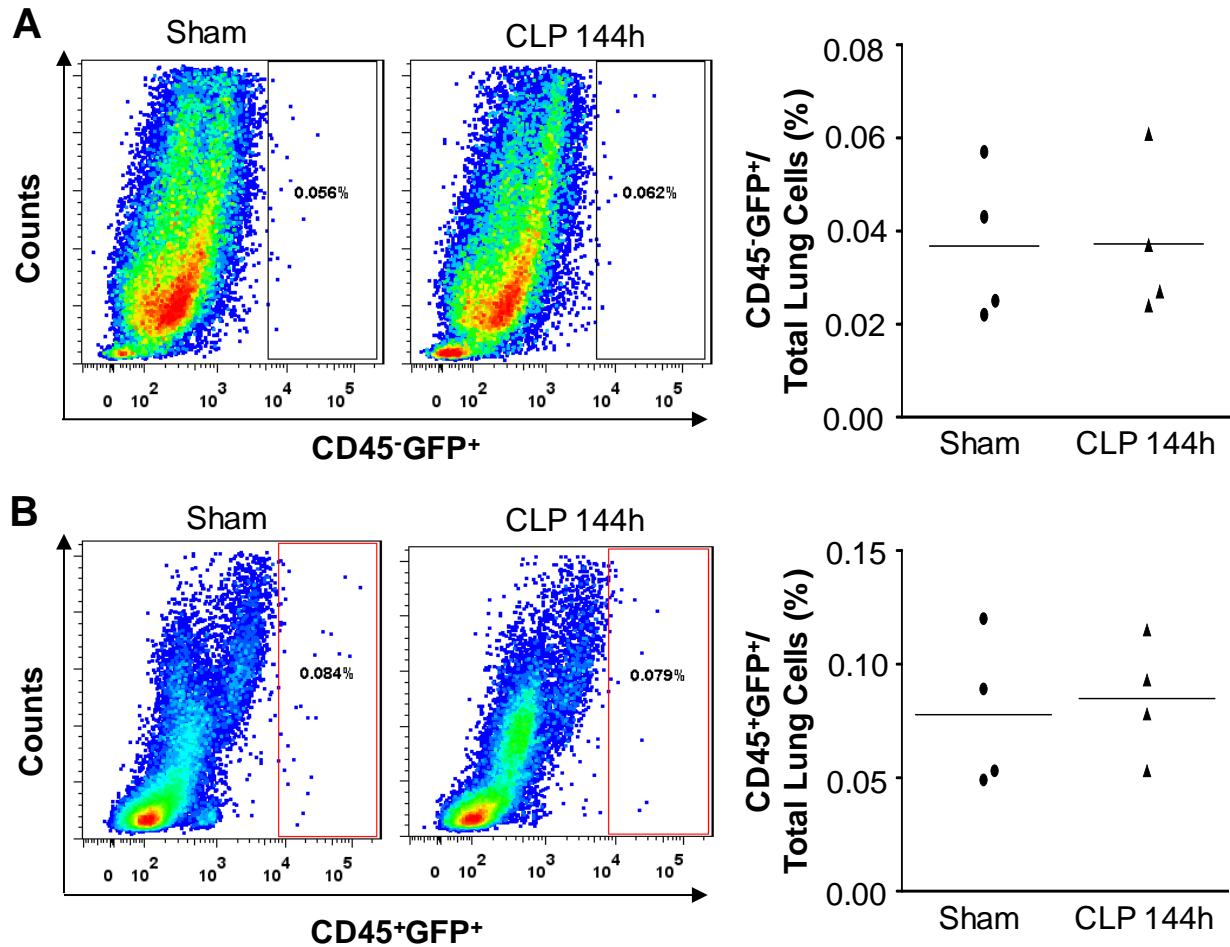 A
Sham
CLP 144h
Counts
0.056%
0.062%
0 10² 10³ 10⁴ 10⁵
0 10² 10³ 10⁴ 10⁵
CD45⁻GFP⁺
CD45⁻GFP⁺/
Total Lung Cells (%)
0.08
0.06
0.04
0.02
0.00
Sham
CLP 144h
B
Sham
CLP 144h
Counts
0.084%
0.079%
0 10² 10³ 10⁴ 10⁵
0 10² 10³ 10⁴ 10⁵
CD45⁺GFP⁺
CD45⁺GFP⁺/
Total Lung Cells (%)
0.15
0.10
0.05
0.00
Sham
CLP 144h